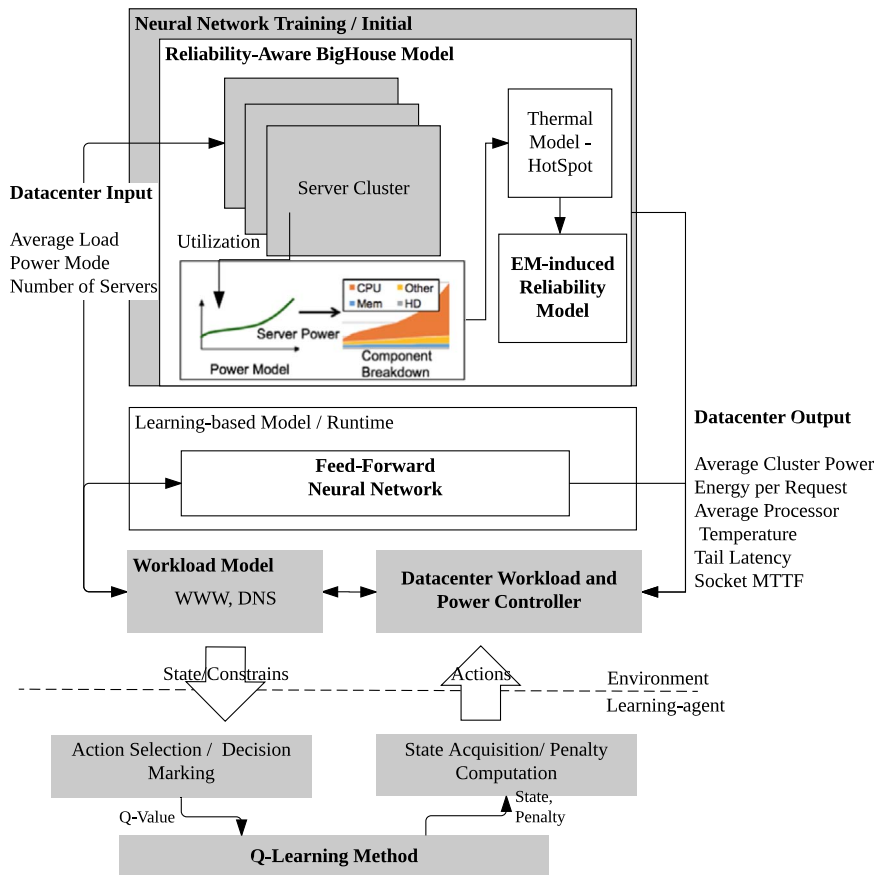 Neural Network Training / Initial
Reliability-Aware BigHouse Model
Server Cluster
Thermal
Model -
HotSpot
Datacenter Input
Average Load
Power Mode
Number of Servers
Utilization
EM-induced
Reliability
Model
CPU
Other
Mem
HD
Server Power
Power Model
Component
Breakdown
Learning-based Model / Runtime
Feed-Forward
Neural Network
Datacenter Output
Average Cluster Power
Energy per Request
Average Processor
Temperature
Tail Latency
Socket MTTF
Workload Model
WWW, DNS
Datacenter Workload and
Power Controller
State/Constrains
Actions
Environment
Learning-agent
Action Selection / Decision
Marking
State Acquisition/ Penalty
Computation
Q-Value
State,
Penalty
Q-Learning Method